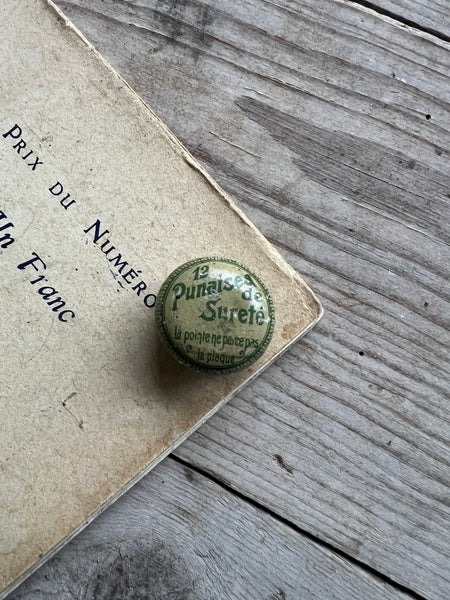 PRIX DU NUMÉRO
Un Franc
12
Punaises de
Sureté
la pointe ne perce pas
la plaque